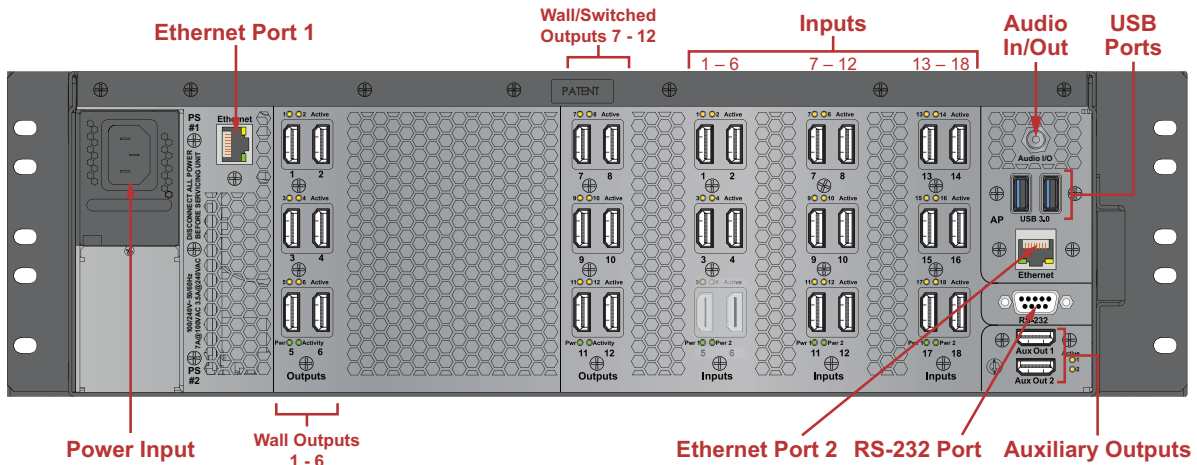 Ethernet Port 1
Wall/Switched
Outputs 7 - 12
Inputs
1 – 6
7 – 12
13 – 18
Audio
In/Out
USB
Ports
PATENT
PS
#1
Ethernet
DISCONNECT ALL POWER
BEFORE SERVICING UNIT
100/240V~50/60Hz
7A@100VAC 3.5A@240VAC
PS
#2
1 2 Active
1 2
3 4 Active
3 4
5 6 Active
Pwr Activity
5 6
Outputs
7 8 Active
7 8
9 10 Active
9 10
11 12 Active
Pwr Activity
11 12
Outputs
1 2 Active
1 2
3 4 Active
3 4
5 6 Active
Pwr 1 Pwr 2
5 6
Inputs
7 8 Active
7 8
9 10 Active
9 10
11 12 Active
Pwr 1 Pwr 2
11 12
Inputs
13 14 Active
13 14
15 16 Active
15 16
17 18 Active
Pwr 1 Pwr 2
17 18
Inputs
Audio I/O
AP
USB 3.0
Ethernet
RS-232
Aux Out 1
Active
1
2
Aux Out 2
Power Input
Wall Outputs
1 - 6
Ethernet Port 2
RS-232 Port
Auxiliary Outputs